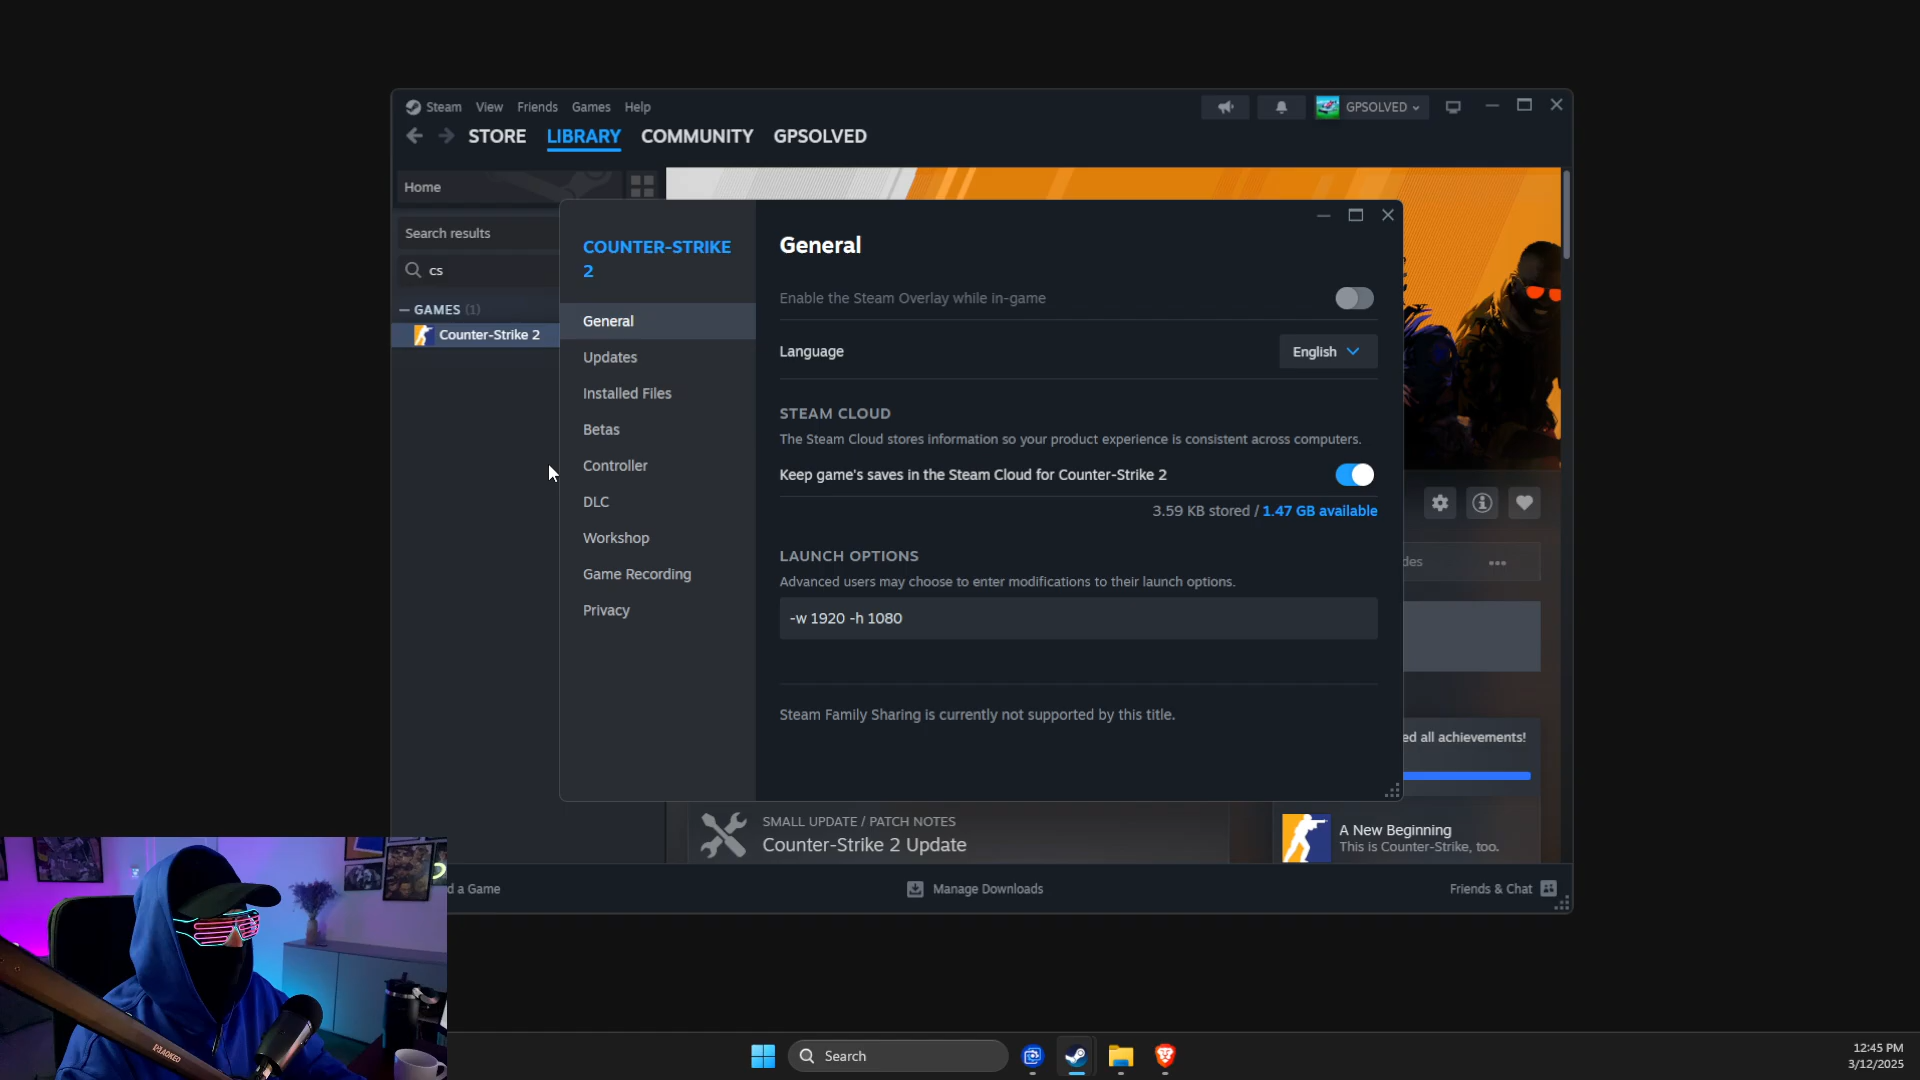 Steam View Friends Games Help
GPSOLVED
STORE LIBRARY COMMUNITY GPSOLVED
Home
Search results
cs
GAMES (1)
Counter-Strike 2
COUNTER-STRIKE
2
General
Updates
Installed Files
Betas
Controller
DLC
Workshop
Game Recording
Privacy
General
Enable the Steam Overlay while in-game
Language
English
STEAM CLOUD
The Steam Cloud stores information so your product experience is consistent across computers.
Keep game's saves in the Steam Cloud for Counter-Strike 2
3.59 KB stored / 1.47 GB available
LAUNCH OPTIONS
Advanced users may choose to enter modifications to their launch options.
-w 1920 -h 1080
Steam Family Sharing is currently not supported by this title.
des
ed all achievements!
SMALL UPDATE / PATCH NOTES
Counter-Strike 2 Update
A New Beginning
This is Counter-Strike, too.
d a Game
Manage Downloads
Friends & Chat
Search
12:45 PM
3/12/2025